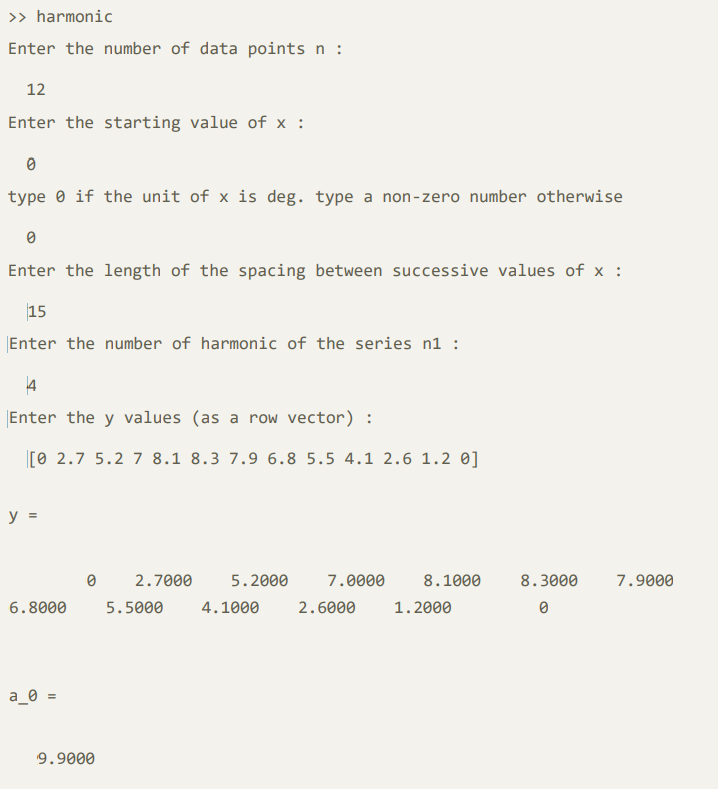 >> harmonic
Enter the number of data points n :
12
Enter the starting value of x :
0
type 0 if the unit of x is deg. type a non-zero number otherwise
0
Enter the length of the spacing between successive values of x :
15
Enter the number of harmonic of the series n1 :
4
Enter the y values (as a row vector) :
[0 2.7 5.2 7 8.1 8.3 7.9 6.8 5.5 4.1 2.6 1.2 0]
y =
0 2.7000 5.2000 7.0000 8.1000 8.3000 7.9000
6.8000 5.5000 4.1000 2.6000 1.2000 0
a_0 =
9.9000